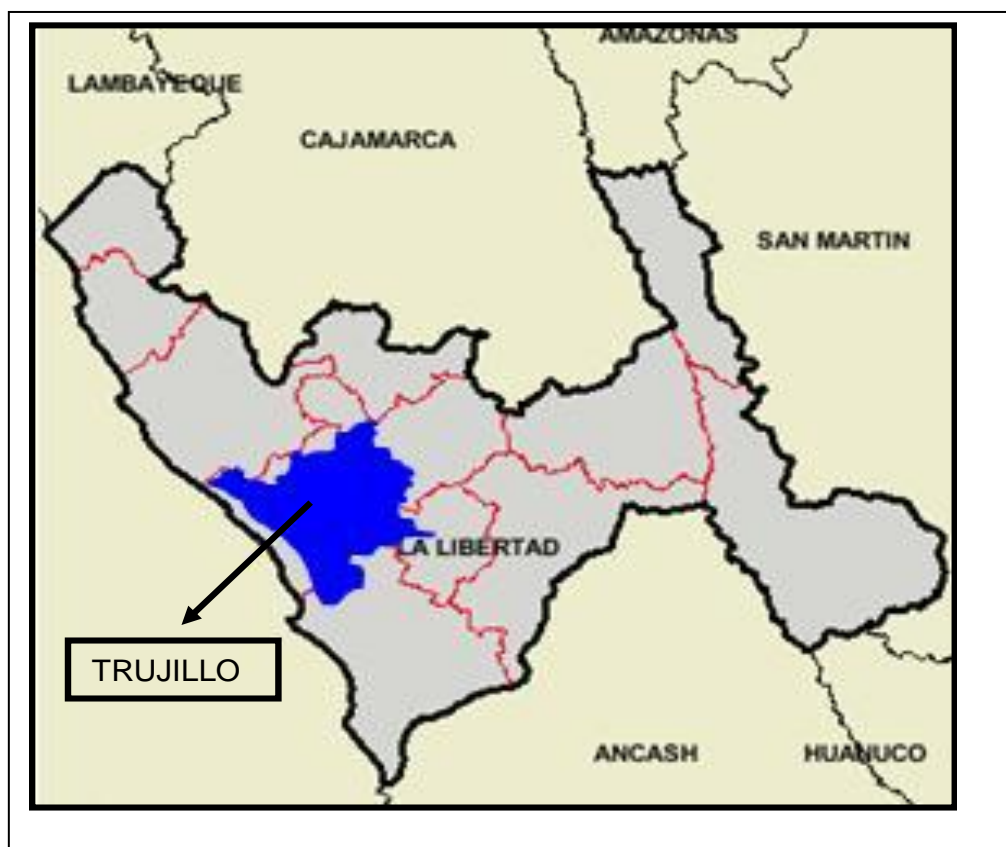 AMAZONAS
LAMBAYEQUE
CAJAMARCA
SAN MARTIN
LA LIBERTAD
TRUJILLO
ANCASH
HUANUCO